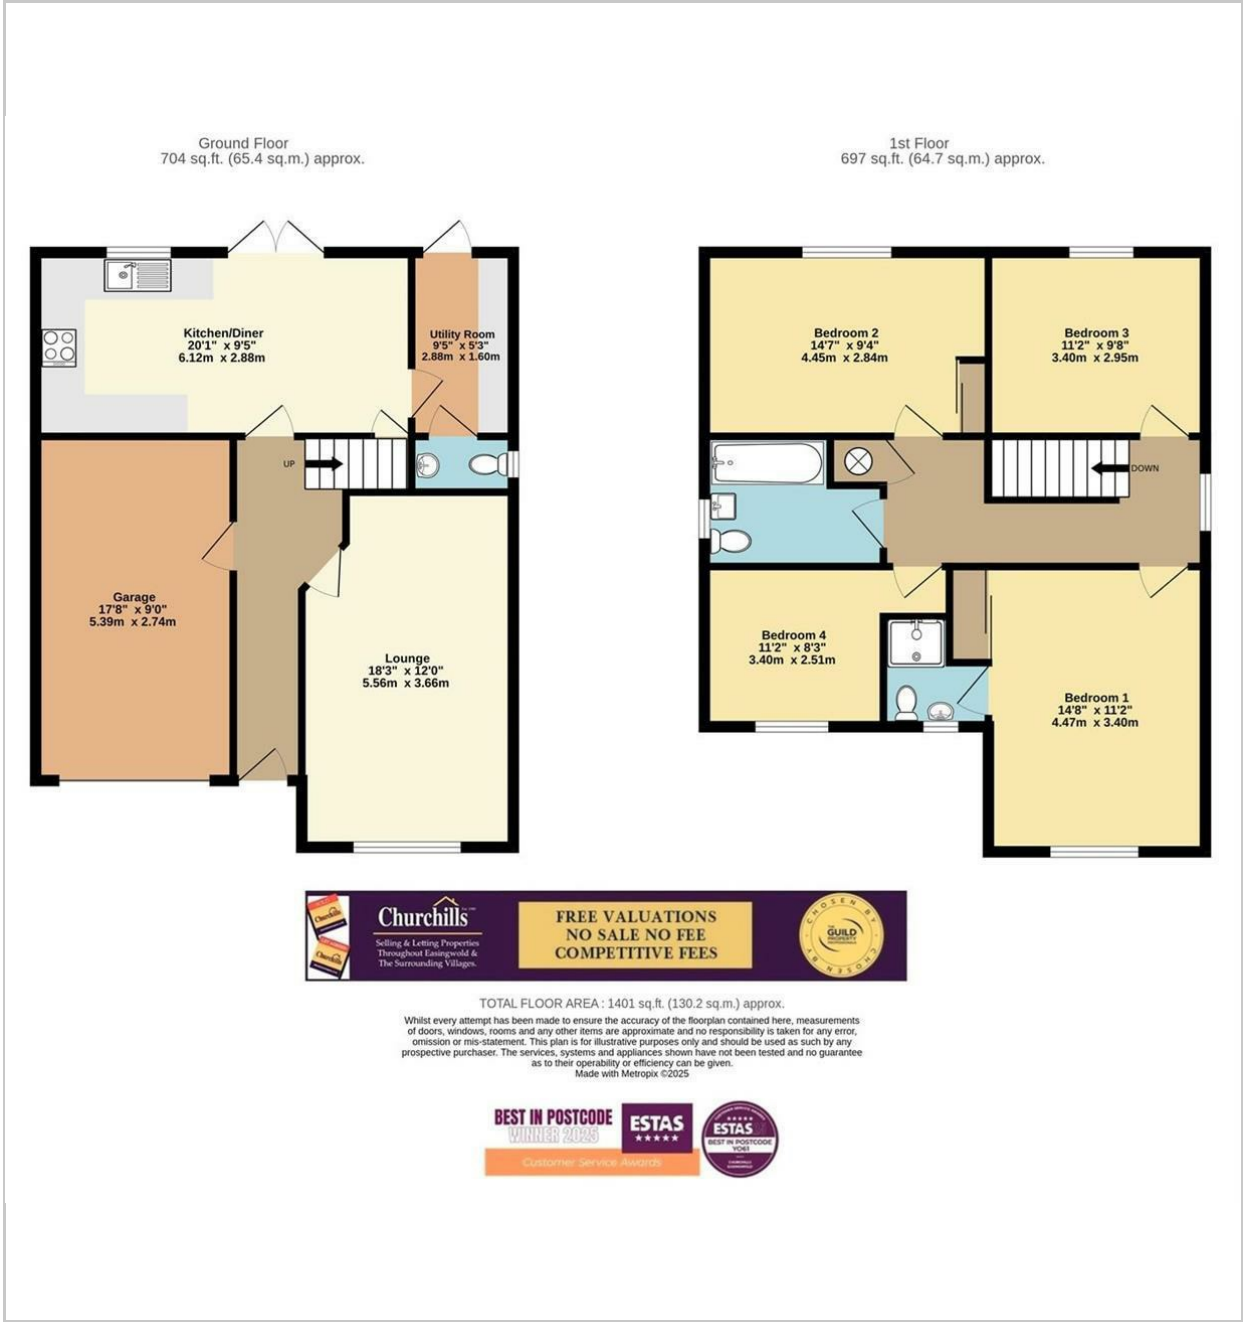 Ground Floor
704 sq.ft. (65.4 sq.m.) approx.
1st Floor
697 sq.ft. (64.7 sq.m.) approx.
Kitchen/Diner
20'1" x 9'5"
6.12m x 2.88m
Utility Room
9'5" x 5'3"
2.88m x 1.60m
UP
Garage
17'8" x 9'0"
5.39m x 2.74m
Lounge
18'3" x 12'0"
5.56m x 3.66m
Bedroom 2
14'7" x 9'4"
4.45m x 2.84m
Bedroom 3
11'2" x 9'8"
3.40m x 2.95m
DOWN
Bedroom 4
11'2" x 8'3"
3.40m x 2.51m
Bedroom 1
14'8" x 11'2"
4.47m x 3.40m
Churchills
Selling & Letting Properties
Throughout Easingwold &
The Surrounding Villages.
FREE VALUATIONS
NO SALE NO FEE
COMPETITIVE FEES
CHOSEN BY
THE
GUILD
PROPERTY
PROFESSIONALS
CHOSEN BY
TOTAL FLOOR AREA : 1401 sq.ft. (130.2 sq.m.) approx.
Whilst every attempt has been made to ensure the accuracy of the floorplan contained here, measurements
of doors, windows, rooms and any other items are approximate and no responsibility is taken for any error,
omission or mis-statement. This plan is for illustrative purposes only and should be used as such by any
prospective purchaser. The services, systems and appliances shown have not been tested and no guarantee
as to their operability or efficiency can be given.
Made with Metropix ©2025
BEST IN POSTCODE
WINNER 2025
Customer Service Awards
ESTAS
ESTAS
BEST IN POSTCODE
YO61